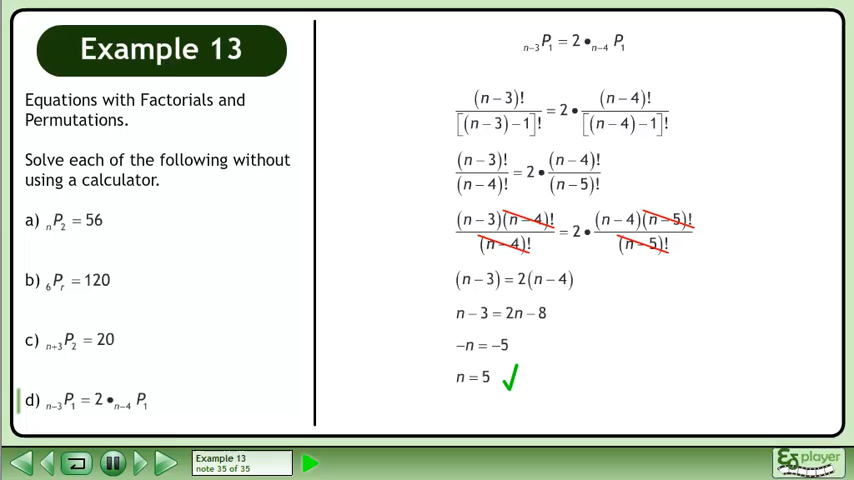 Example 13
Equations with Factorials and
Permutations.
Solve each of the following without
using a calculator.
a) ₙP₂ = 56
b) ₆Pᵣ = 120
c) ₙ₊₃P₂ = 20
d) ₙ₋₃P₁ = 2 • ₙ₋₄P₁
ₙ₋₃P₁ = 2 • ₙ₋₄P₁
(n – 3)! / [(n – 3) – 1]! = 2 • (n – 4)! / [(n – 4) – 1]!
(n – 3)! / (n – 4)! = 2 • (n – 4)! / (n – 5)!
(n – 3)(n – 4)! / (n – 4)! = 2 • (n – 4)(n – 5)! / (n – 5)!
(n – 3) = 2(n – 4)
n – 3 = 2n – 8
–n = –5
n = 5 ✓
Example 13
note 35 of 35
player